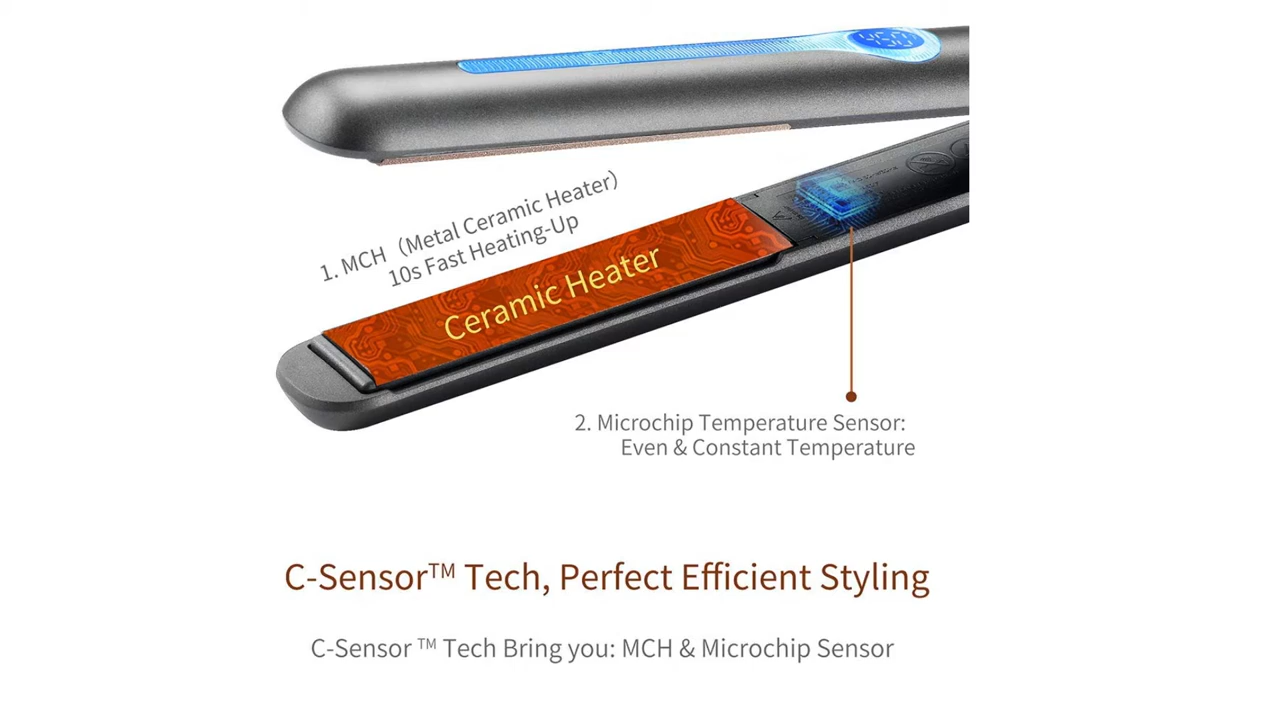 1. MCH（Metal Ceramic Heater）
10s Fast Heating-Up
Ceramic Heater
2. Microchip Temperature Sensor:
Even & Constant Temperature
C-Sensor™ Tech, Perfect Efficient Styling
C-Sensor ™ Tech Bring you: MCH & Microchip Sensor